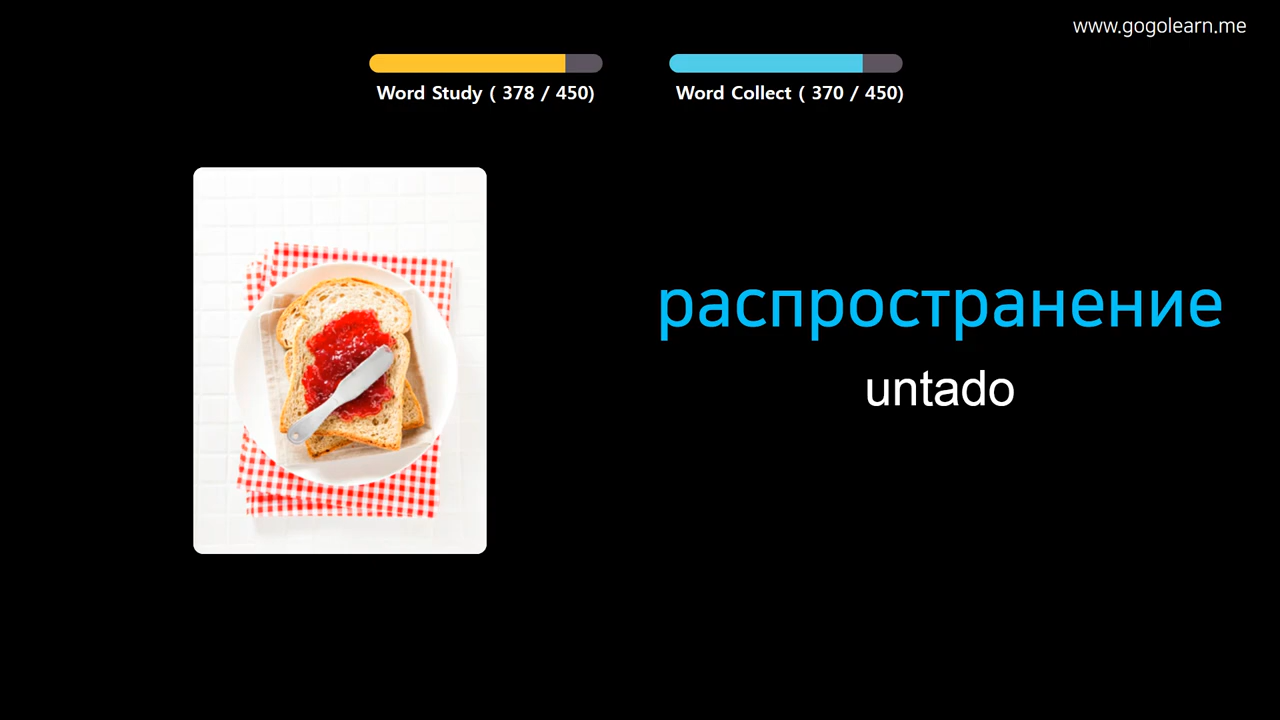 www.gogolearn.me
Word Study ( 378 / 450)
Word Collect ( 370 / 450)
распространение
untado